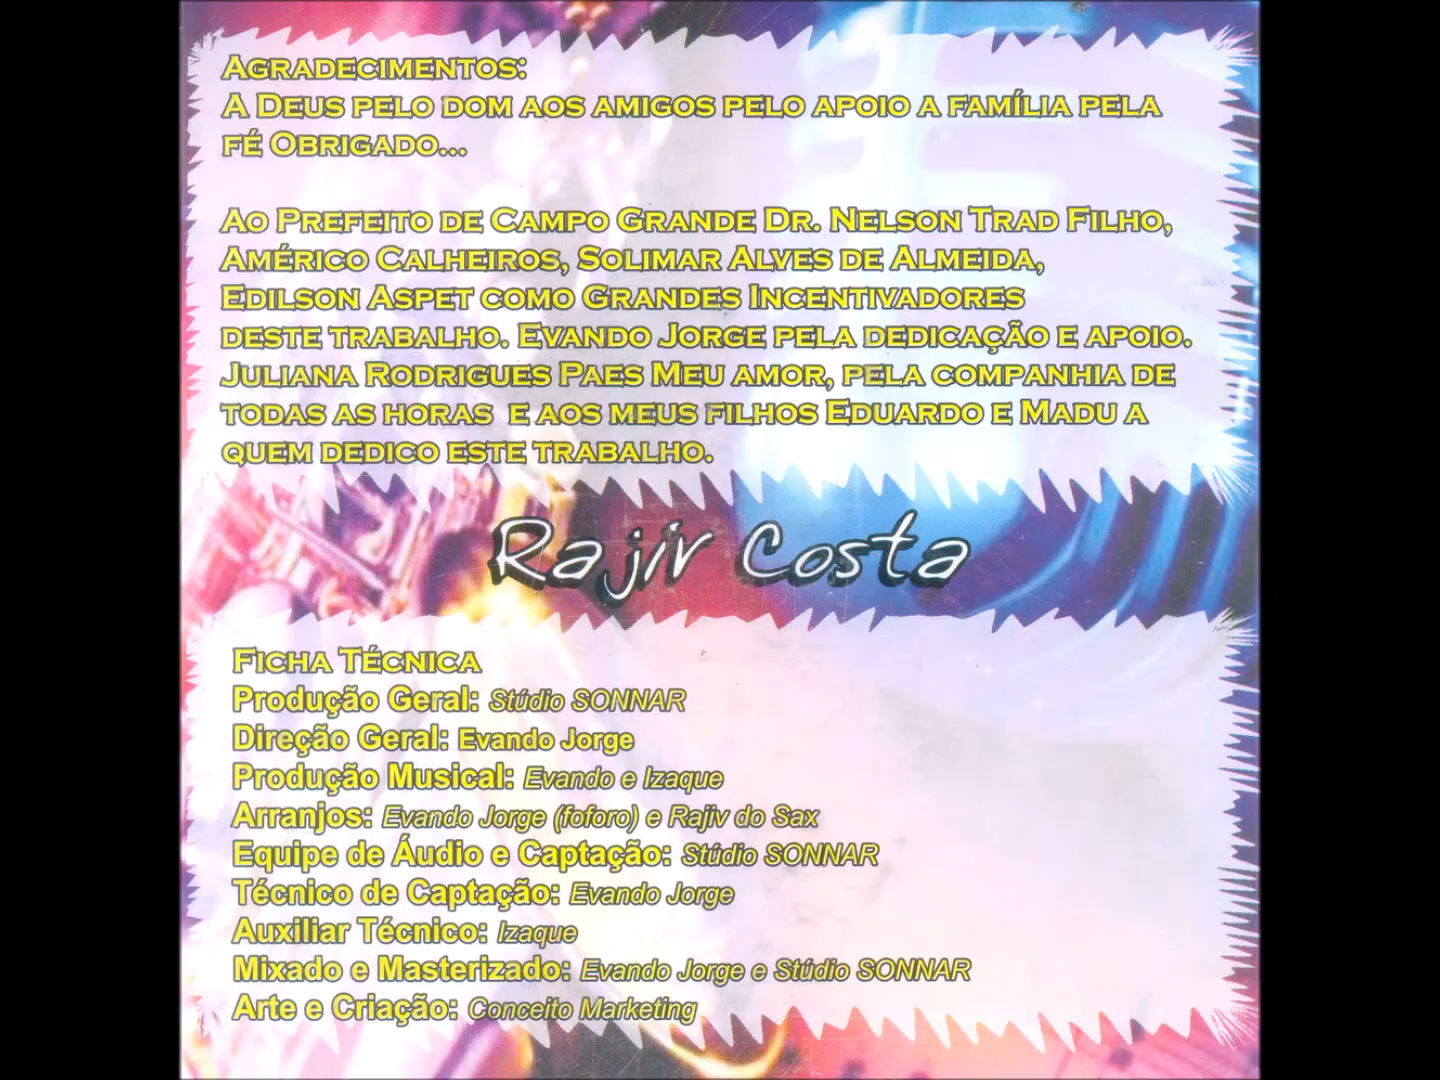 AGRADECIMENTOS:
A DEUS PELO DOM AOS AMIGOS PELO APOIO A FAMÍLIA PELA
FÉ OBRIGADO...
AO PREFEITO DE CAMPO GRANDE DR. NELSON TRAD FILHO,
AMÉRICO CALHEIROS, SOLIMAR ALVES DE ALMEIDA,
EDILSON ASPET COMO GRANDES INCENTIVADORES
DESTE TRABALHO. EVANDO JORGE PELA DEDICAÇÃO E APOIO.
JULIANA RODRIGUES PAES MEU AMOR, PELA COMPANHIA DE
TODAS AS HORAS E AOS MEUS FILHOS EDUARDO E MADU A
QUEM DEDICO ESTE TRABALHO.
Rajiv Costa
FICHA TÉCNICA
Produção Geral: Stúdio SONNAR
Direção Geral: Evando Jorge
Produção Musical: Evando e Izaque
Arranjos: Evando Jorge (foforo) e Rajiv do Sax
Equipe de Áudio e Captação: Stúdio SONNAR
Técnico de Captação: Evando Jorge
Auxiliar Técnico: Izaque
Mixado e Masterizado: Evando Jorge e Stúdio SONNAR
Arte e Criação: Conceito Marketing